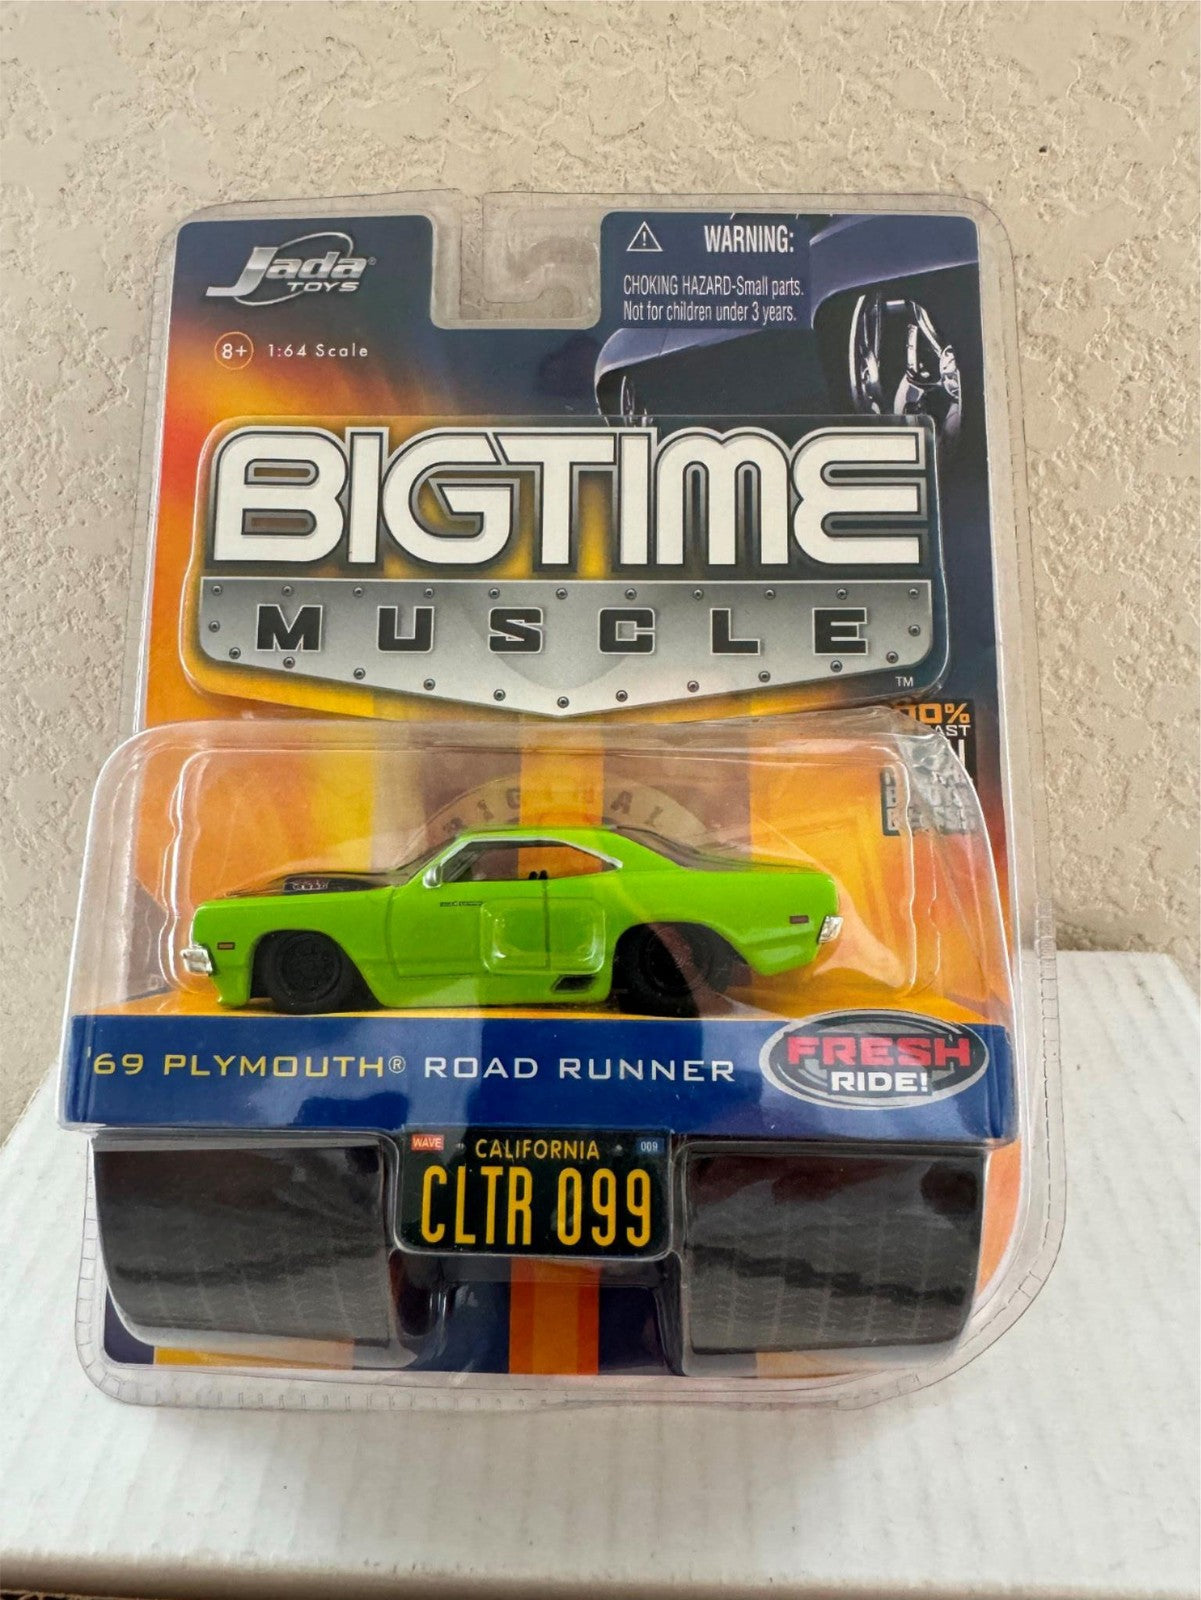 Jada®
TOYS
8+ 1:64 Scale
WARNING:
CHOKING HAZARD-Small parts.
Not for children under 3 years.
BIGTIME
MUSCLE
TM
'69 PLYMOUTH® ROAD RUNNER
FRESH
RIDE!
WAVE 009
CALIFORNIA
CLTR 099